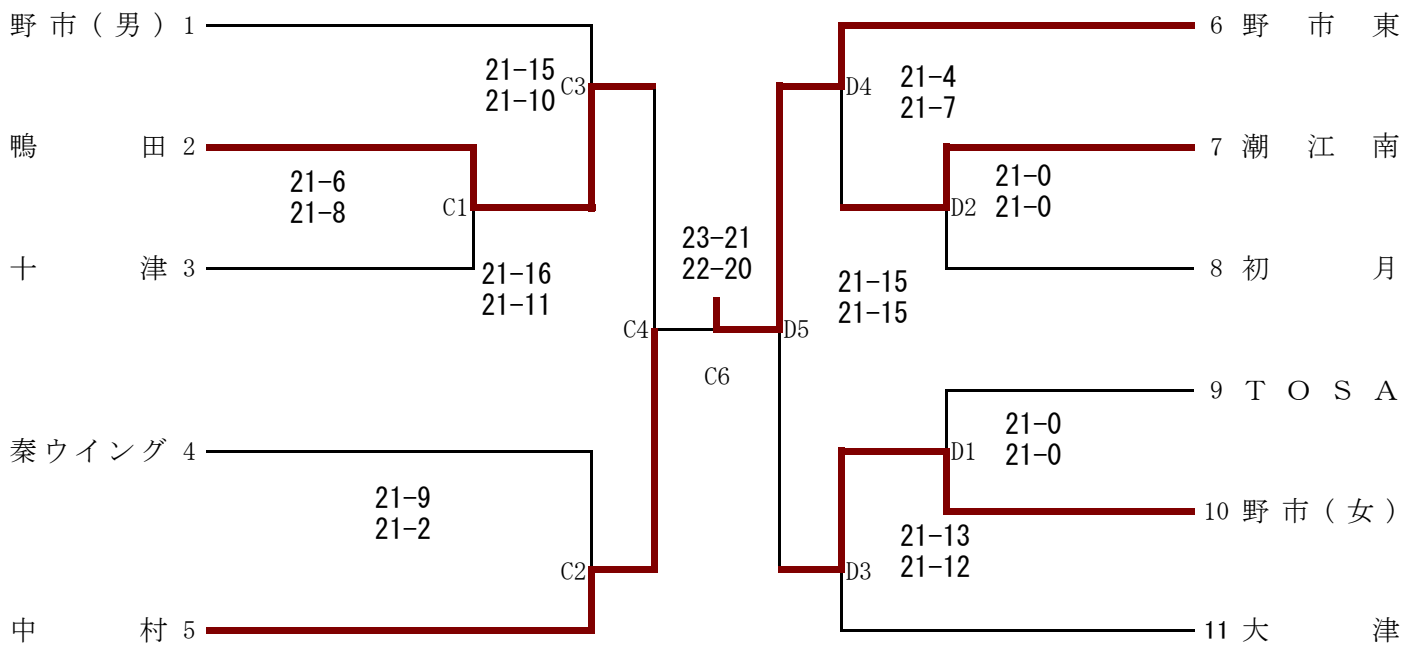 野市(男) 1
21-15
21-10
C3
鴨田 2
21-6
21-8
C1
十津 3
21-16
21-11
C4
秦ウイング 4
21-9
21-2
C2
中村 5
23-21
22-20
C6
6 野市東
D4
21-4
21-7
7 潮江南
21-0
21-0
D2
8 初月
21-15
21-15
D5
9 TOSA
21-0
21-0
D1
10 野市(女)
21-13
21-12
D3
11 大津